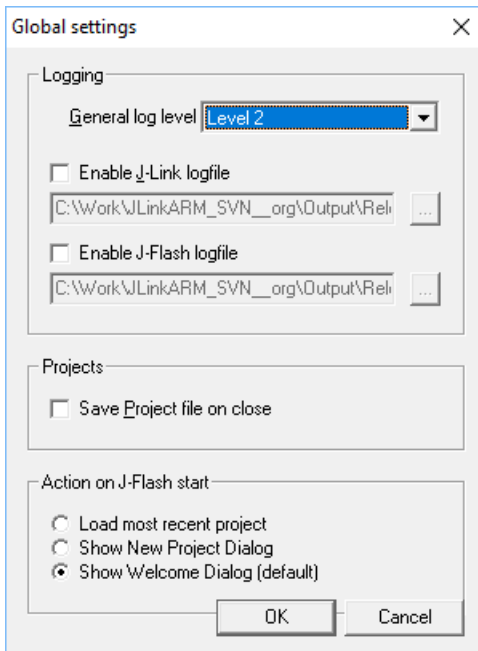 Global settings
Logging
General log level Level 2
Enable J-Link logfile
C:\Work\JLinkARM_SVN__org\Output\Rel
...
Enable J-Flash logfile
C:\Work\JLinkARM_SVN__org\Output\Rel
...
Projects
Save Project file on close
Action on J-Flash start
Load most recent project
Show New Project Dialog
Show Welcome Dialog (default)
OK Cancel